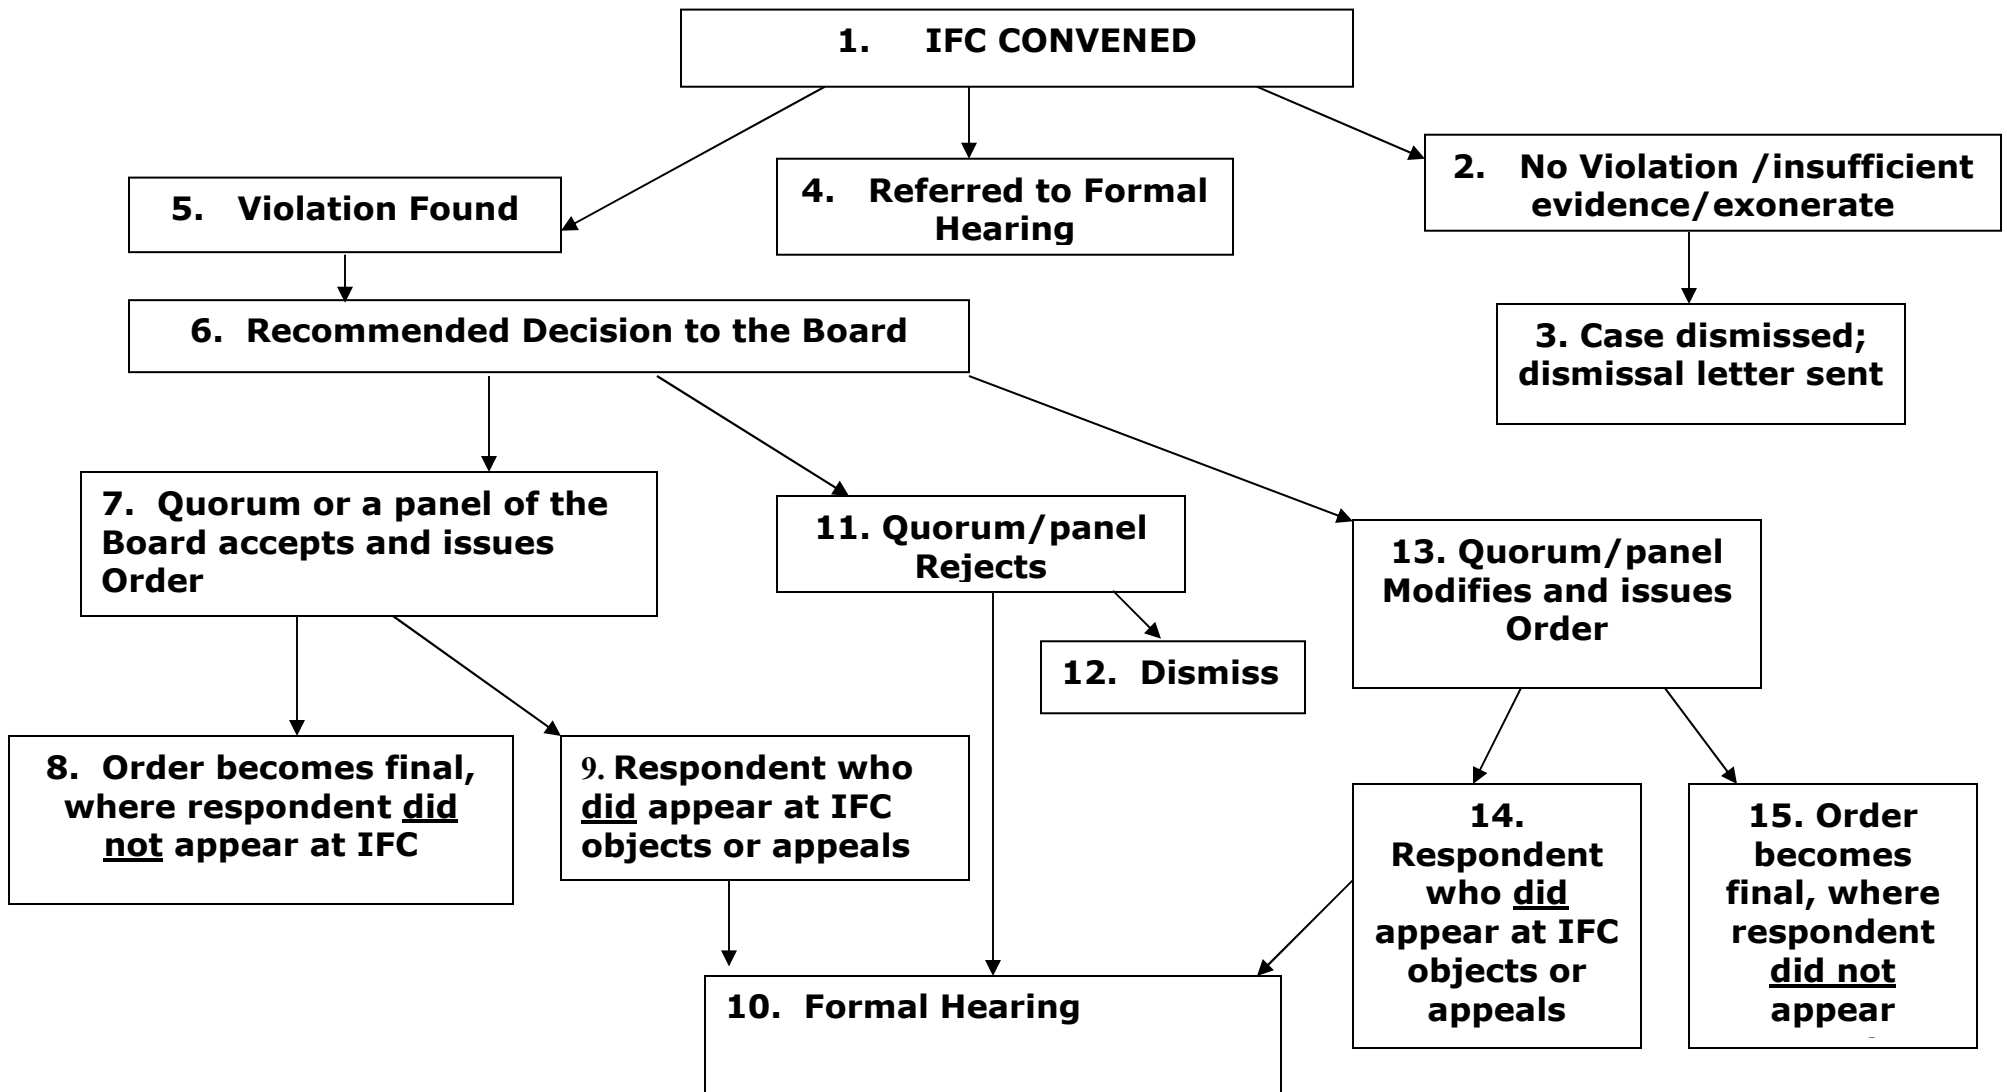 1. IFC CONVENED
2. No Violation /insufficient
evidence/exonerate
4. Referred to Formal
Hearing
5. Violation Found
6. Recommended Decision to the Board
3. Case dismissed;
dismissal letter sent
7. Quorum or a panel of the
Board accepts and issues
Order
11. Quorum/panel
Rejects
13. Quorum/panel
Modifies and issues
Order
12. Dismiss
8. Order becomes final,
where respondent did
not appear at IFC
9. Respondent who
did appear at IFC
objects or appeals
14.
Respondent
who did
appear at IFC
objects or
appeals
15. Order
becomes
final, where
respondent
did not
appear
10. Formal Hearing